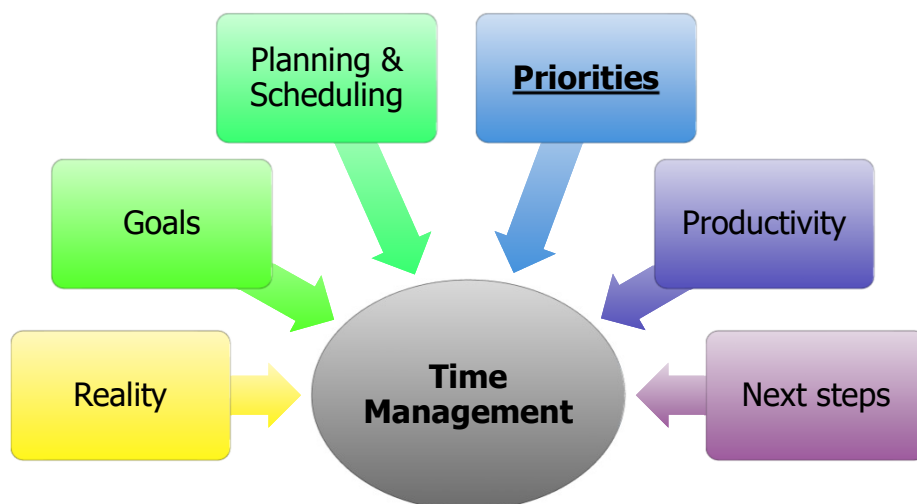 Planning &
Scheduling
Priorities
Goals
Productivity
Reality
Time
Management
Next steps